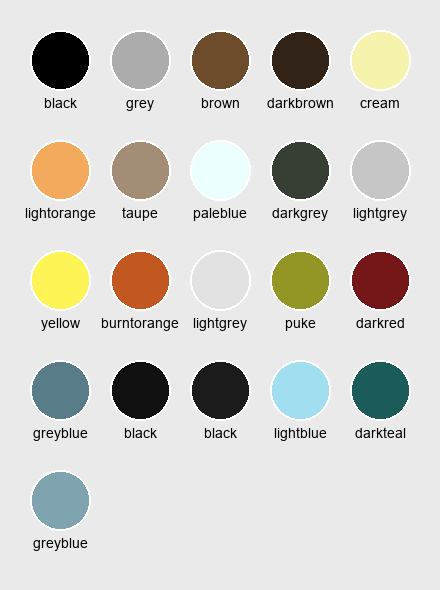 black grey brown darkbrown cream
lightorange taupe paleblue darkgrey lightgrey
yellow burntorange lightgrey puke darkred
greyblue black black lightblue darkteal
greyblue